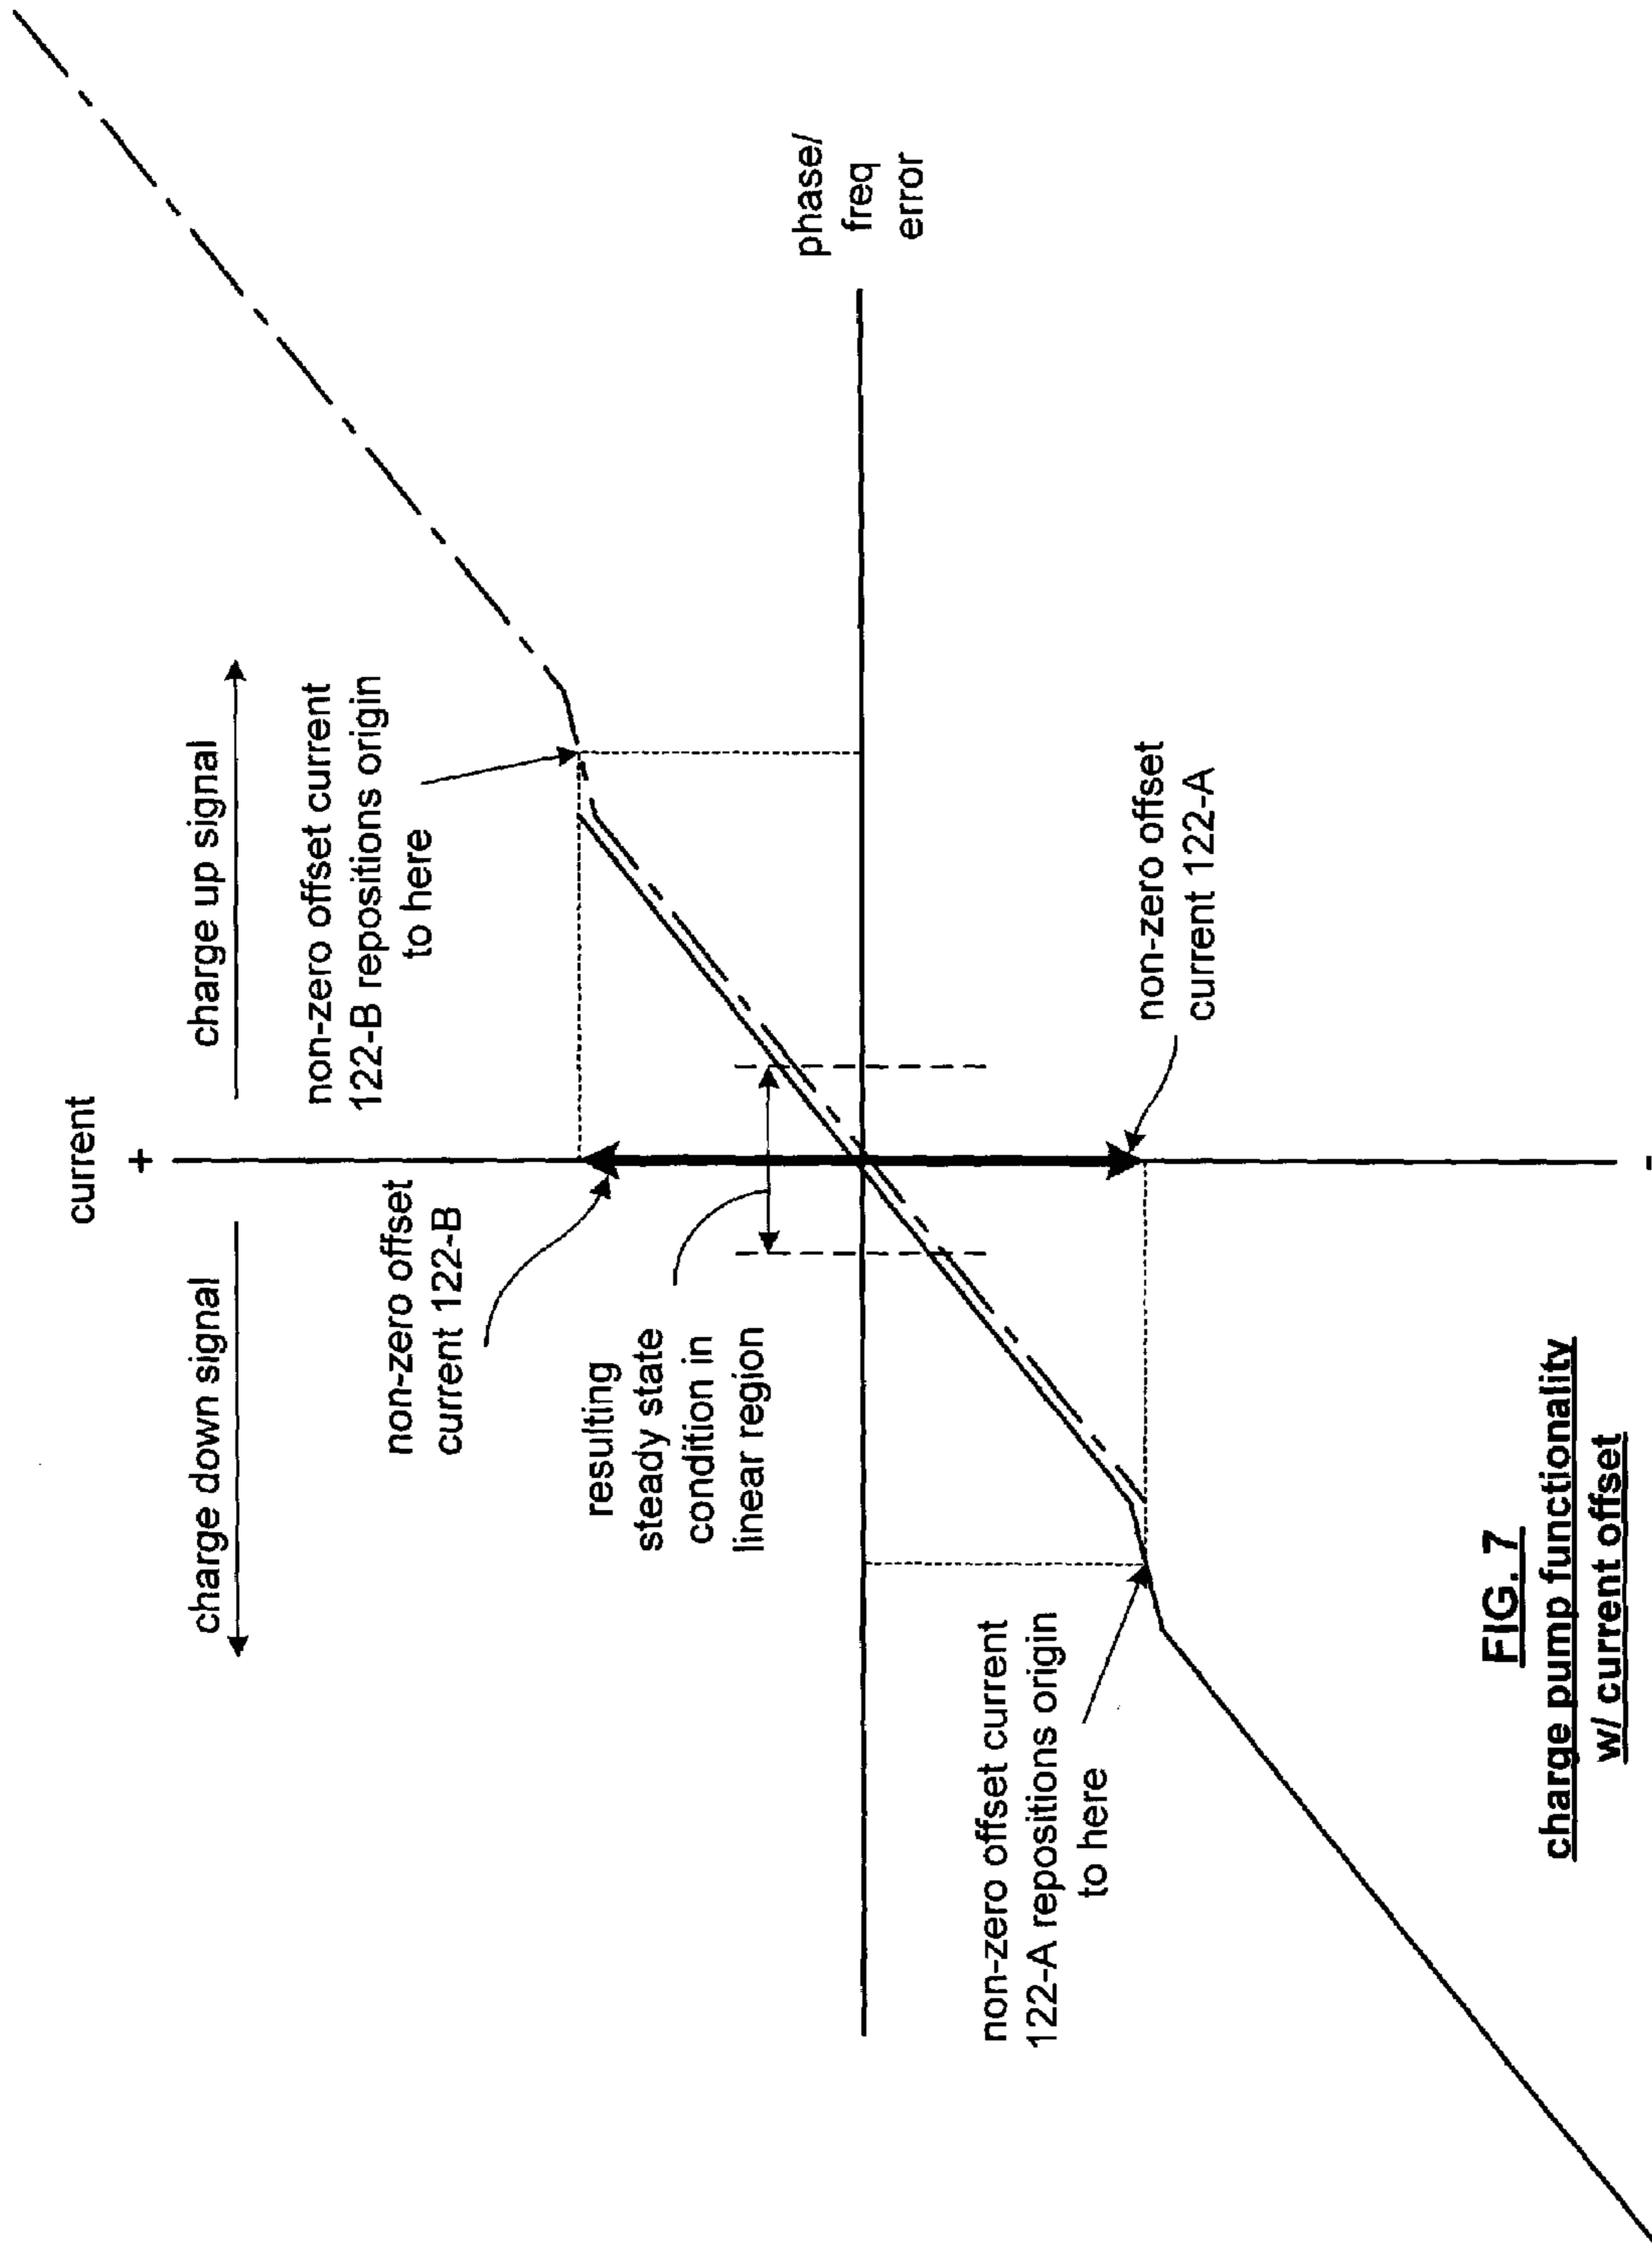 current
+
charge down signal
charge up signal
non-zero offset
current 122-B
non-zero offset current
122-B repositions origin
to here
resulting
steady state
condition in
linear region
phase/
freq
error
non-zero offset current
122-A repositions origin
to here
non-zero offset
current 122-A
-
FIG. 7
charge pump functionality
w/ current offset